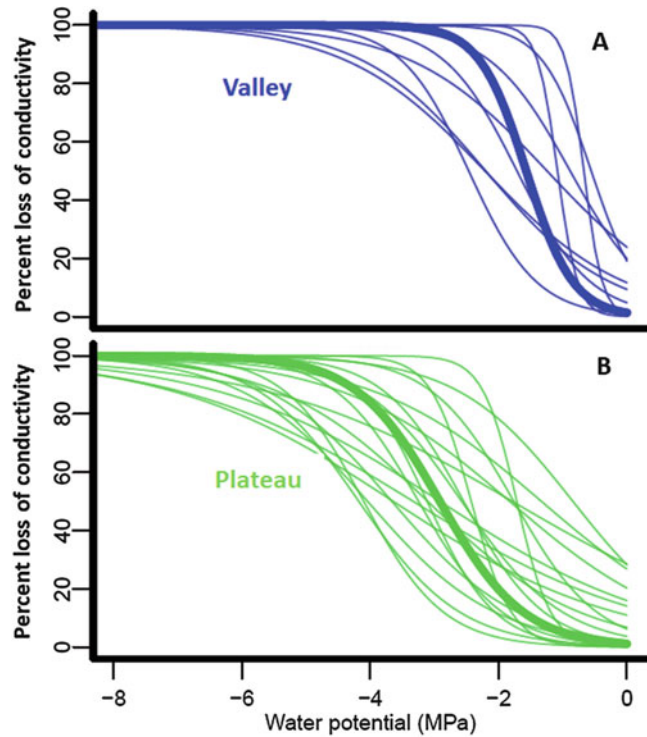 A
Valley
Percent loss of conductivity
0 20 40 60 80 100
B
Plateau
Percent loss of conductivity
0 20 40 60 80 100
−8 −6 −4 −2 0
Water potential (MPa)